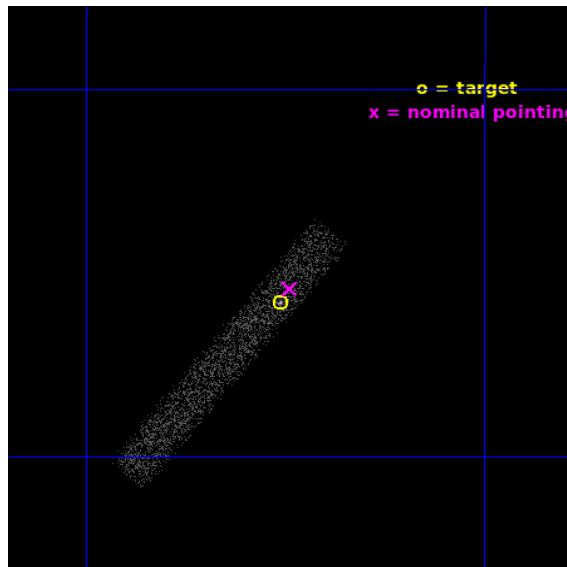 o = target
x = nominal pointing